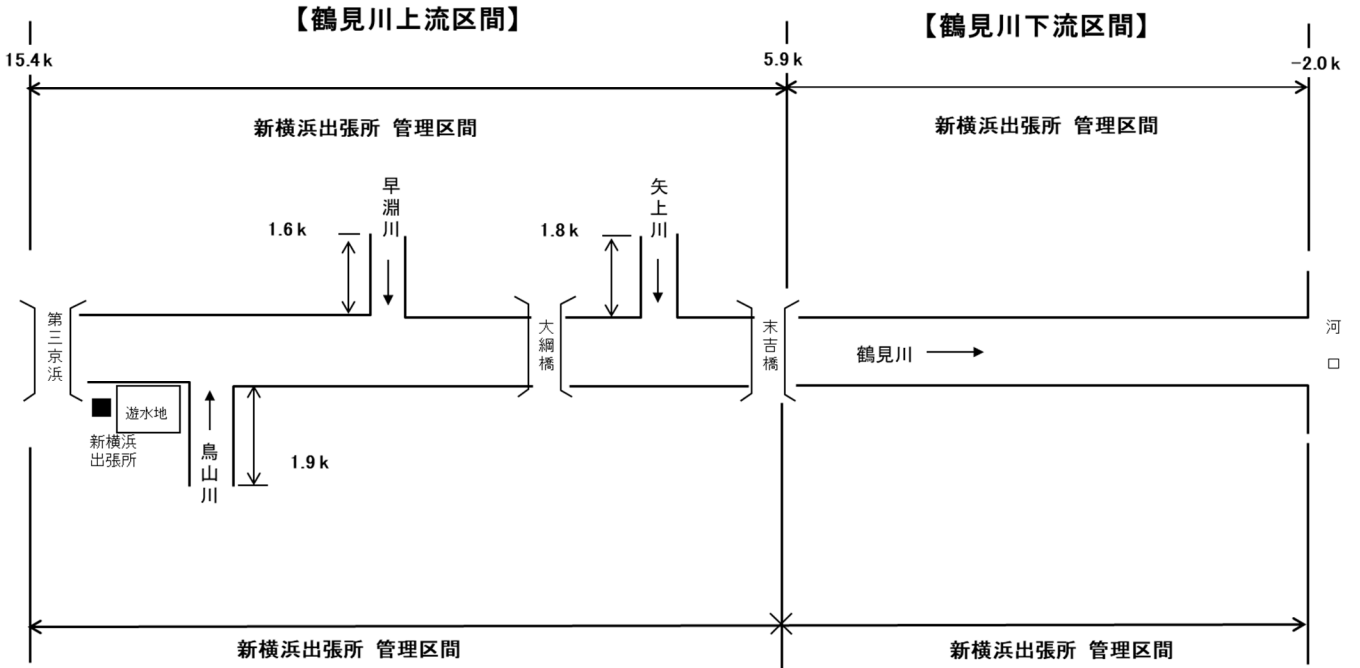 【鶴見川上流区間】
【鶴見川下流区間】
15.4k
5.9k
-2.0k
新横浜出張所 管理区間
新横浜出張所 管理区間
早淵川
矢上川
1.6k
1.8k
第三京浜
大綱橋
末吉橋
鶴見川
河口
遊水地
新横浜
出張所
鳥山川
1.9k
新横浜出張所 管理区間
新横浜出張所 管理区間